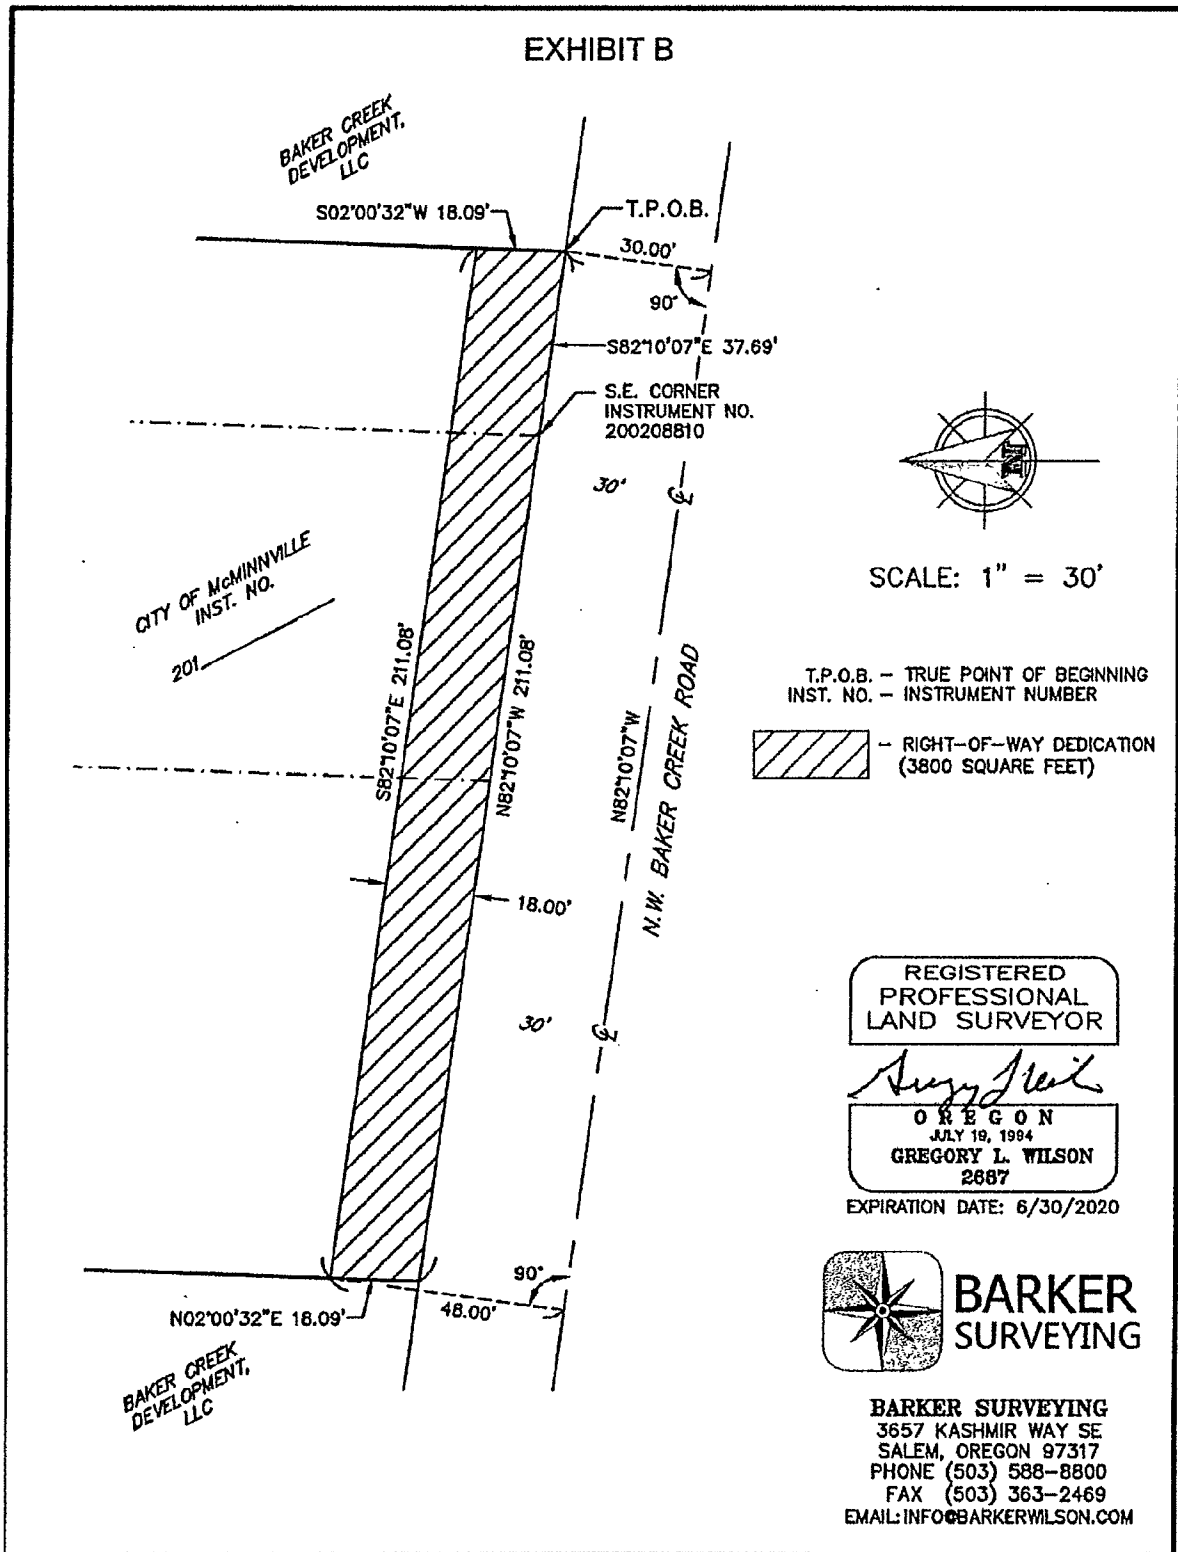 EXHIBIT B
BAKER CREEK
DEVELOPMENT,
LLC
S02°00'32"W 18.09'
T.P.O.B.
30.00'
90°
S82°10'07"E 37.69'
S.E. CORNER
INSTRUMENT NO.
200208810
30'
CITY OF McMINNVILLE
INST. NO.
201
N
SCALE: 1" = 30'
T.P.O.B. – TRUE POINT OF BEGINNING
INST. NO. – INSTRUMENT NUMBER
– RIGHT-OF-WAY DEDICATION
(3800 SQUARE FEET)
S82°10'07"E 211.08'
N82°10'07"W 211.08'
N82°10'07"W
N.W. BAKER CREEK ROAD
18.00'
30'
REGISTERED
PROFESSIONAL
LAND SURVEYOR
OREGON
JULY 19, 1994
GREGORY L. WILSON
2687
EXPIRATION DATE: 6/30/2020
90°
48.00'
N02°00'32"E 18.09'
BAKER CREEK
DEVELOPMENT,
LLC
BARKER
SURVEYING
BARKER SURVEYING
3657 KASHMIR WAY SE
SALEM, OREGON 97317
PHONE (503) 588-8800
FAX (503) 363-2469
EMAIL: INFO@BARKERWILSON.COM